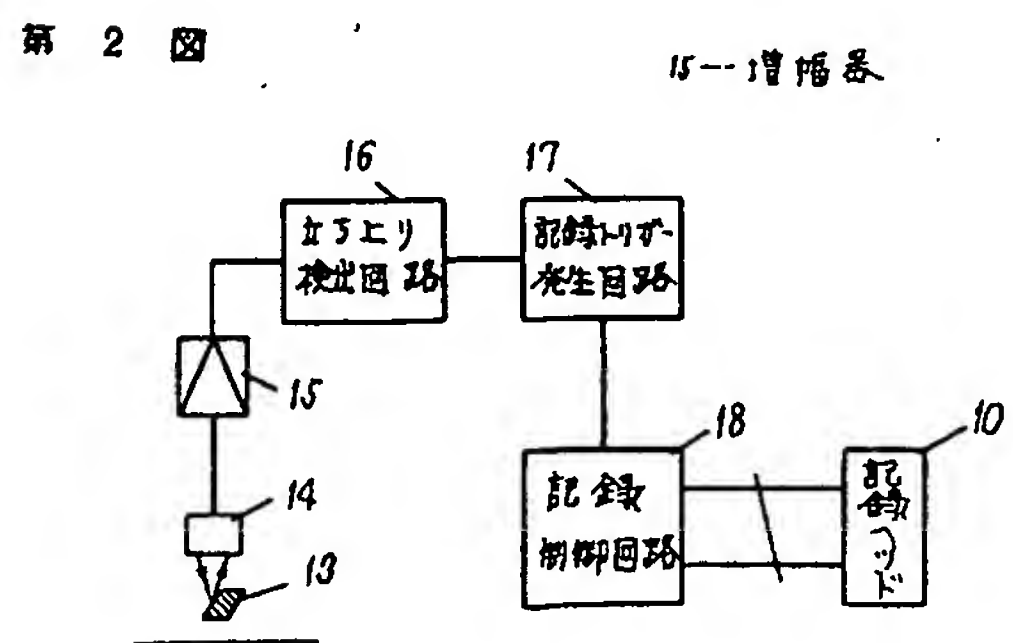 第 2 図
15---増幅器
16
17
立ち上り
検出回路
記録トリガー
発生回路
15
18
10
記録
制御回路
記
録
ヘッド
14
13